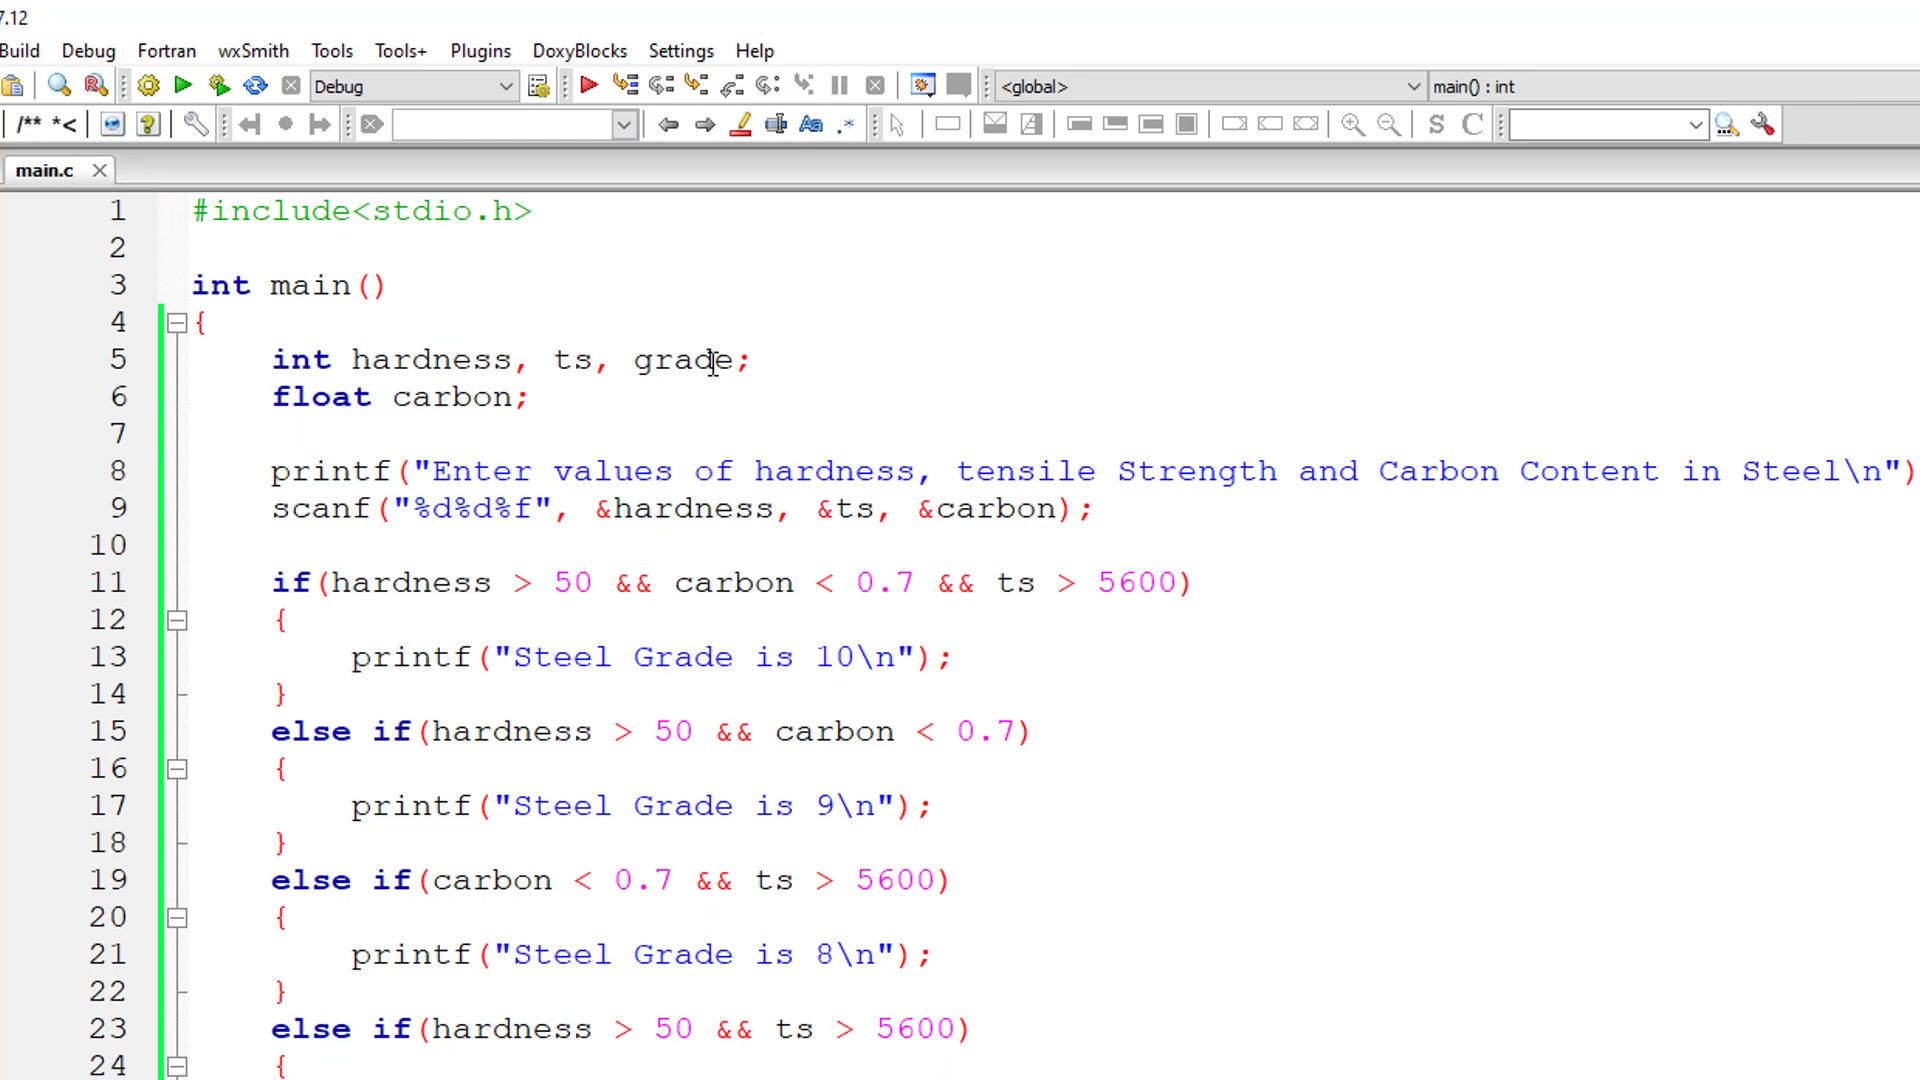 7.12
Build Debug Fortran wxSmith Tools Tools+ Plugins DoxyBlocks Settings Help
Debug <global> main() : int
/** *< Aa .* S C
main.c
1 #include<stdio.h>
2
3 int main()
4 {
5 int hardness, ts, grade;
6 float carbon;
7
8 printf("Enter values of hardness, tensile Strength and Carbon Content in Steel\n")
9 scanf("%d%d%f", &hardness, &ts, &carbon);
10
11 if(hardness > 50 && carbon < 0.7 && ts > 5600)
12 {
13 printf("Steel Grade is 10\n");
14 }
15 else if(hardness > 50 && carbon < 0.7)
16 {
17 printf("Steel Grade is 9\n");
18 }
19 else if(carbon < 0.7 && ts > 5600)
20 {
21 printf("Steel Grade is 8\n");
22 }
23 else if(hardness > 50 && ts > 5600)
24 {